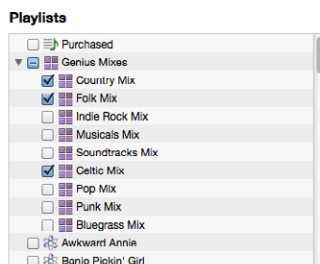 Playlists
Purchased
Genius Mixes
Country Mix
Folk Mix
Indie Rock Mix
Musicals Mix
Soundtracks Mix
Celtic Mix
Pop Mix
Punk Mix
Bluegrass Mix
Awkward Annie
Banjo Pickin' Girl